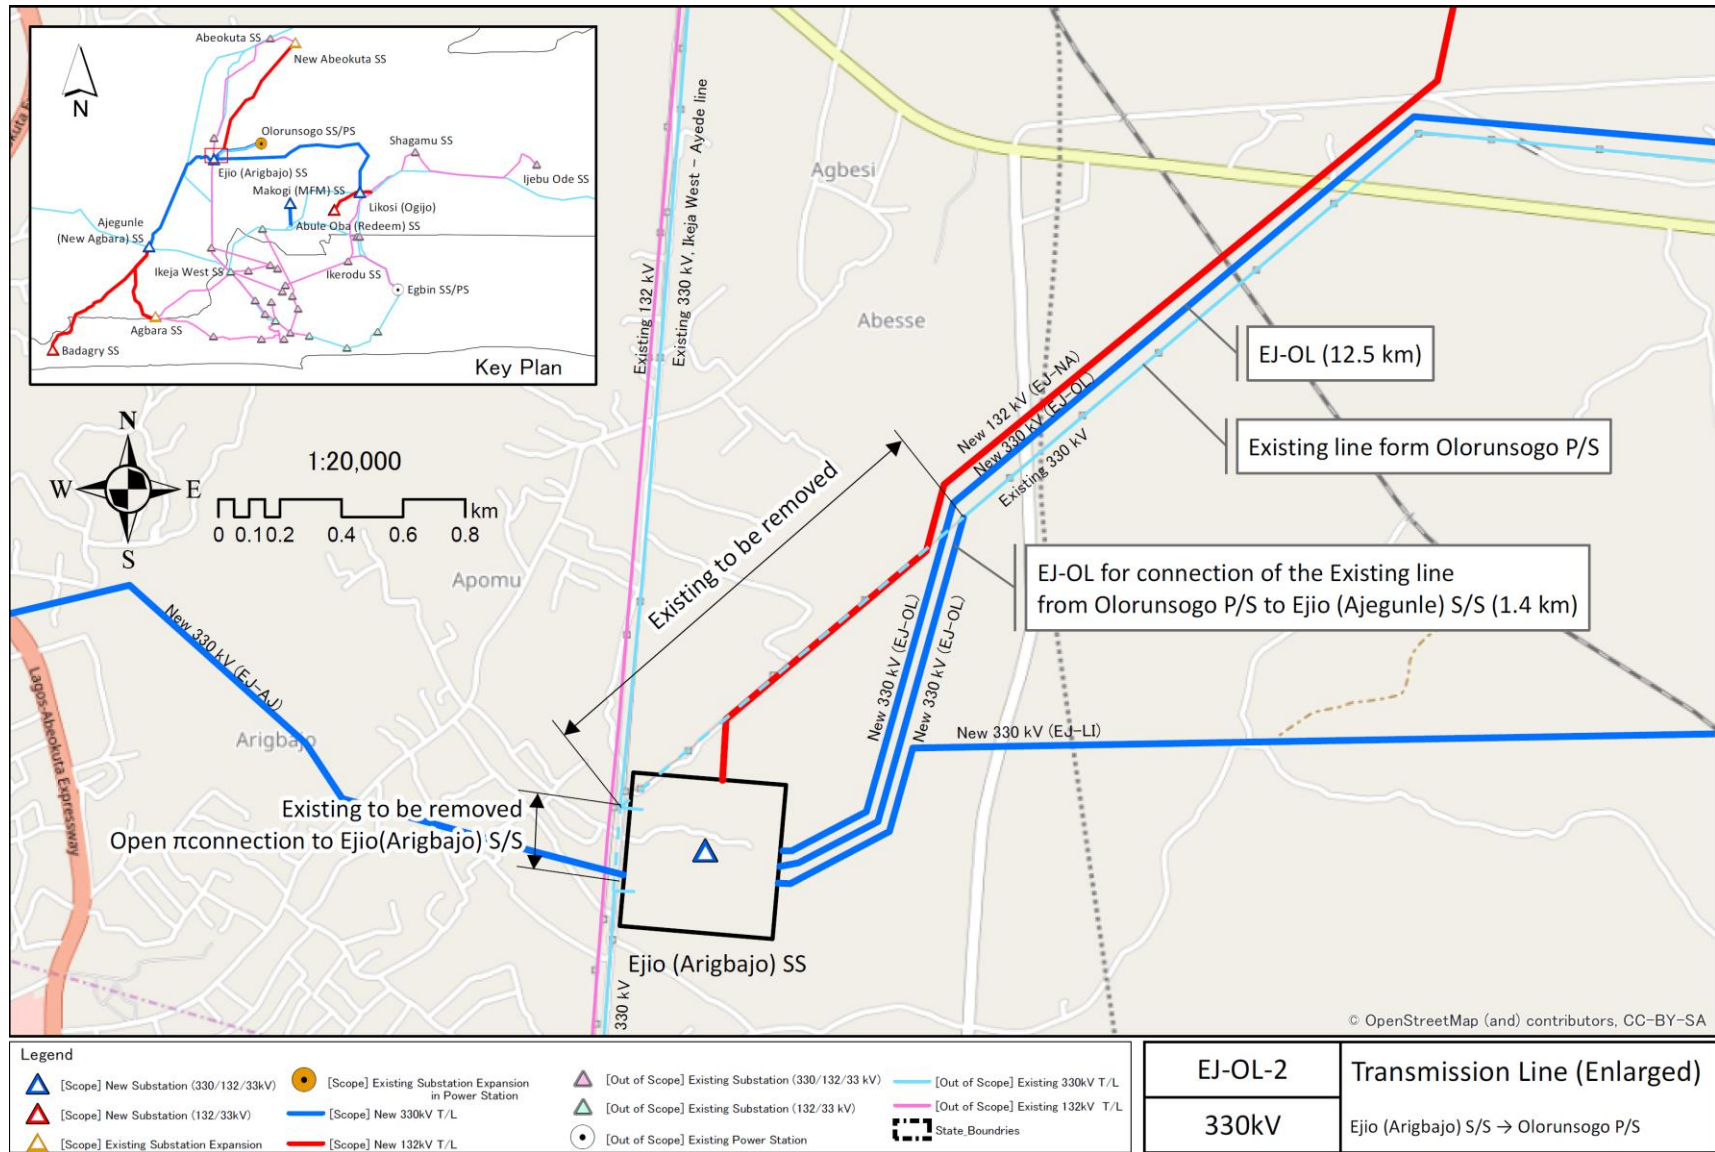 Abeokuta SS
New Abeokuta SS
N
Olorunsogo SS/PS
Shagamu SS
Ejio (Arigbajo) SS
Ijebu Ode SS
Makogi (MFM) SS
Likosi (Ogijo)
Ajegunle
(New Agbara) SS
Abule Oba (Redeem) SS
Ikeja West SS
Ikerodu SS
Egbin SS/PS
Agbara SS
Badagry SS
Key Plan
Agbesi
Abesse
Existing 132 kV
Existing 330 kV, Ikeja West - Ayede line
EJ-OL (12.5 km)
New 132 kV (EJ-NA)
New 330 kV (EJ-OL)
Existing 330 kV
Existing line form Olorunsogo P/S
N
W
E
S
1:20,000
km
0 0.10.2 0.4 0.6 0.8
Existing to be removed
Apomu
EJ-OL for connection of the Existing line
from Olorunsogo P/S to Ejio (Ajegunle) S/S (1.4 km)
New 330 kV (EJ-AJ)
New 330 kV (EJ-OL)
New 330 kV (EJ-OL)
New 330 kV (EJ-LI)
Lagos-Abeokuta Expressway
Arigbajo
Existing to be removed
Open πconnection to Ejio(Arigbajo) S/S
Ejio (Arigbajo) SS
330 kV
© OpenStreetMap (and) contributors, CC-BY-SA
Legend
[Scope] New Substation (330/132/33kV)
[Scope] New Substation (132/33kV)
[Scope] Existing Substation Expansion
[Scope] Existing Substation Expansion
in Power Station
[Scope] New 330kV T/L
[Scope] New 132kV T/L
[Out of Scope] Existing Substation (330/132/33 kV)
[Out of Scope] Existing Substation (132/33 kV)
[Out of Scope] Existing Power Station
[Out of Scope] Existing 330kV T/L
[Out of Scope] Existing 132kV T/L
State_Boundries
EJ-OL-2
330kV
Transmission Line (Enlarged)
Ejio (Arigbajo) S/S → Olorunsogo P/S